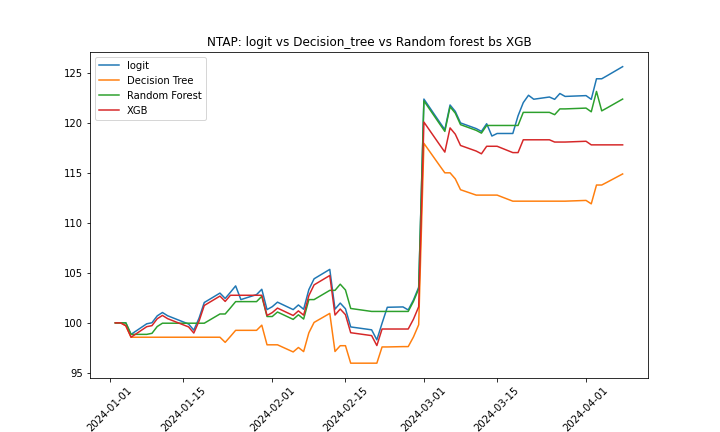 NTAP: logit vs Decision_tree vs Random forest bs XGB
logit
Decision Tree
Random Forest
XGB
125
120
115
110
105
100
95
2024-01-01
2024-01-15
2024-02-01
2024-02-15
2024-03-01
2024-03-15
2024-04-01